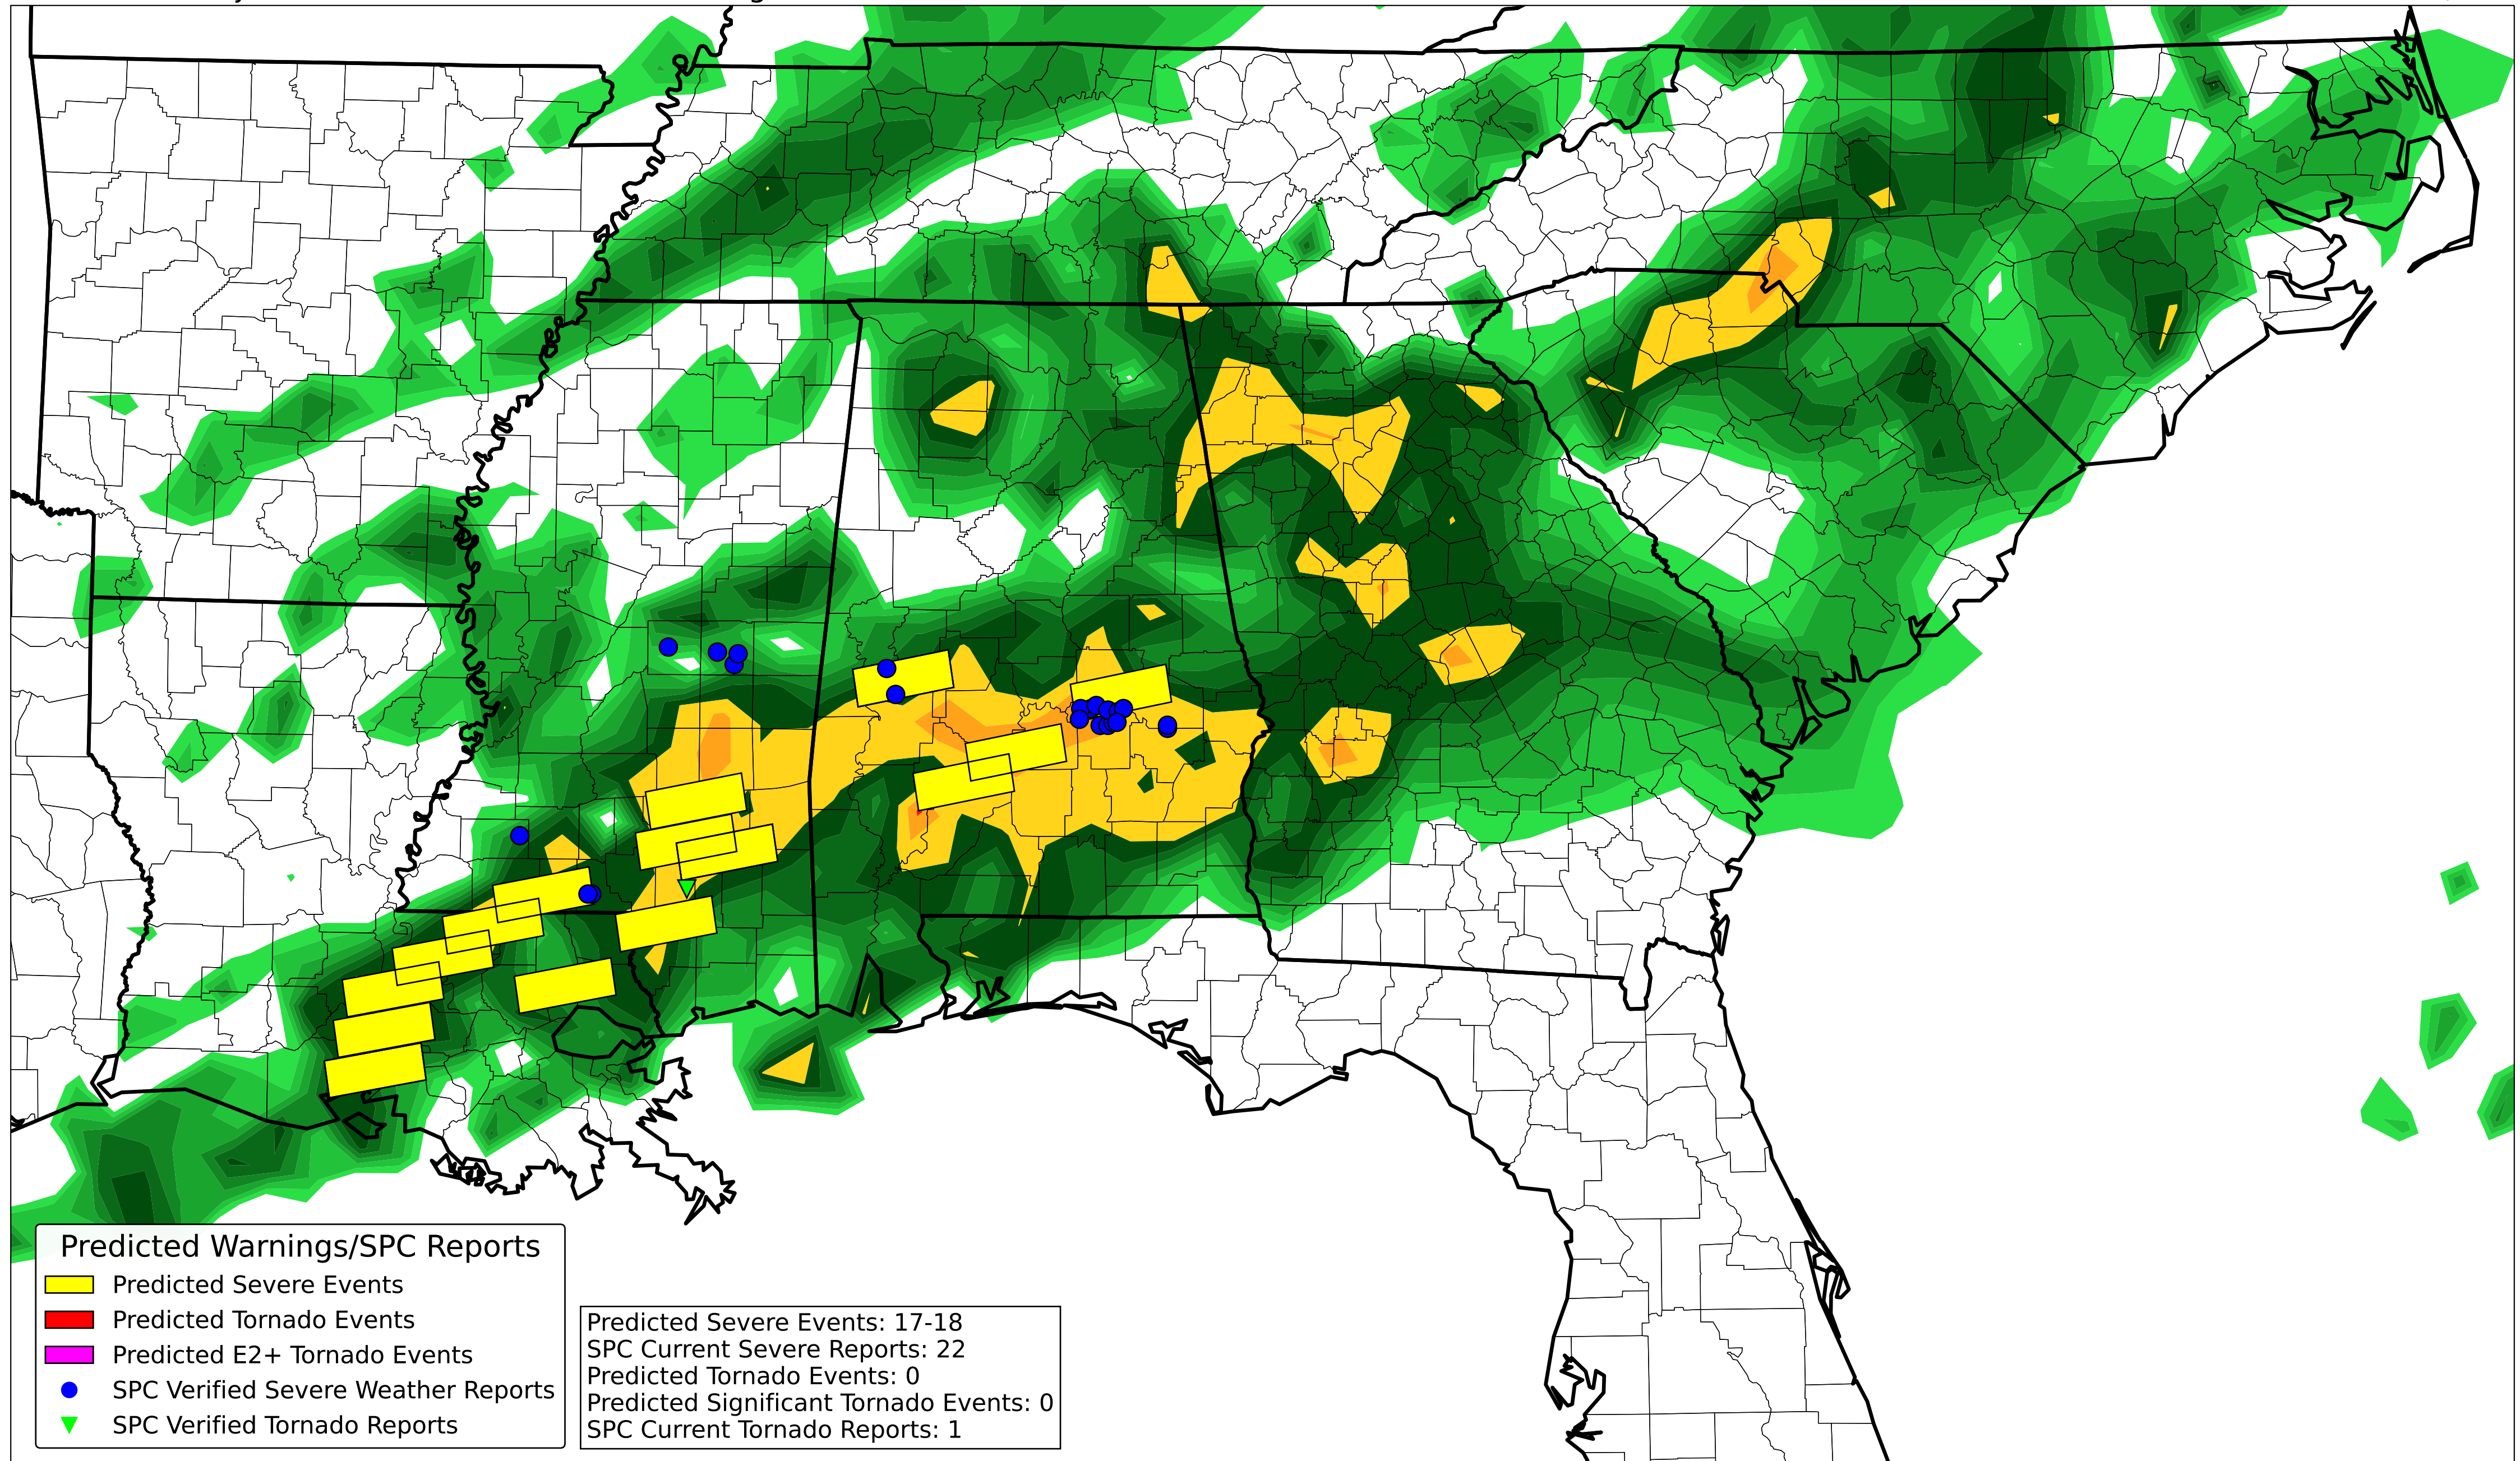 Predicted Warnings/SPC Reports
Predicted Severe Events
Predicted Tornado Events
Predicted E2+ Tornado Events
SPC Verified Severe Weather Reports
SPC Verified Tornado Reports
Predicted Severe Events: 17-18
SPC Current Severe Reports: 22
Predicted Tornado Events: 0
Predicted Significant Tornado Events: 0
SPC Current Tornado Reports: 1